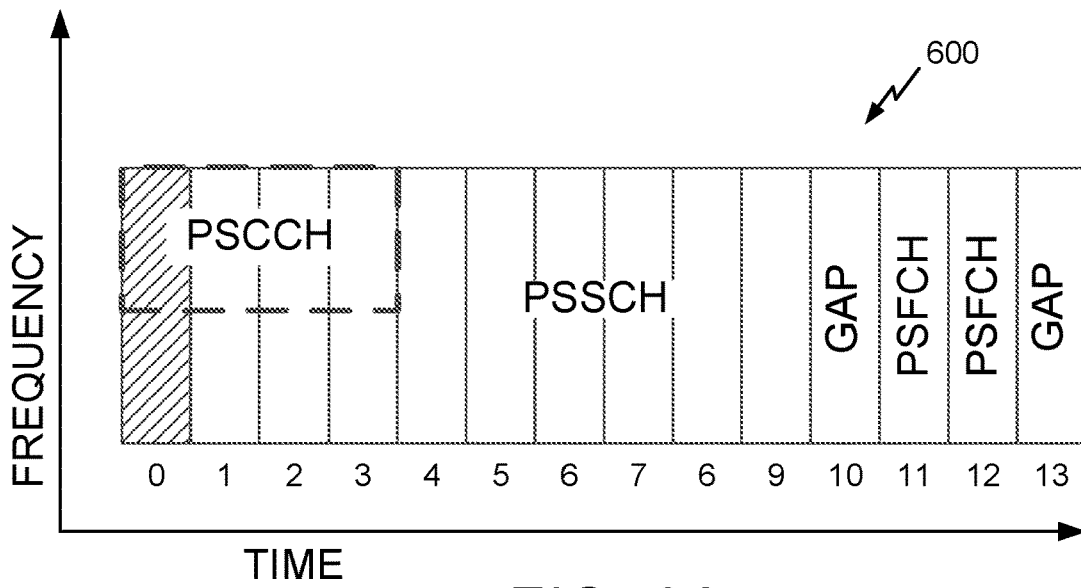 600
FREQUENCY
PSCCH
PSSCH
GAP
PSFCH
PSFCH
GAP
0 1 2 3 4 5 6 7 6 9 10 11 12 13
TIME